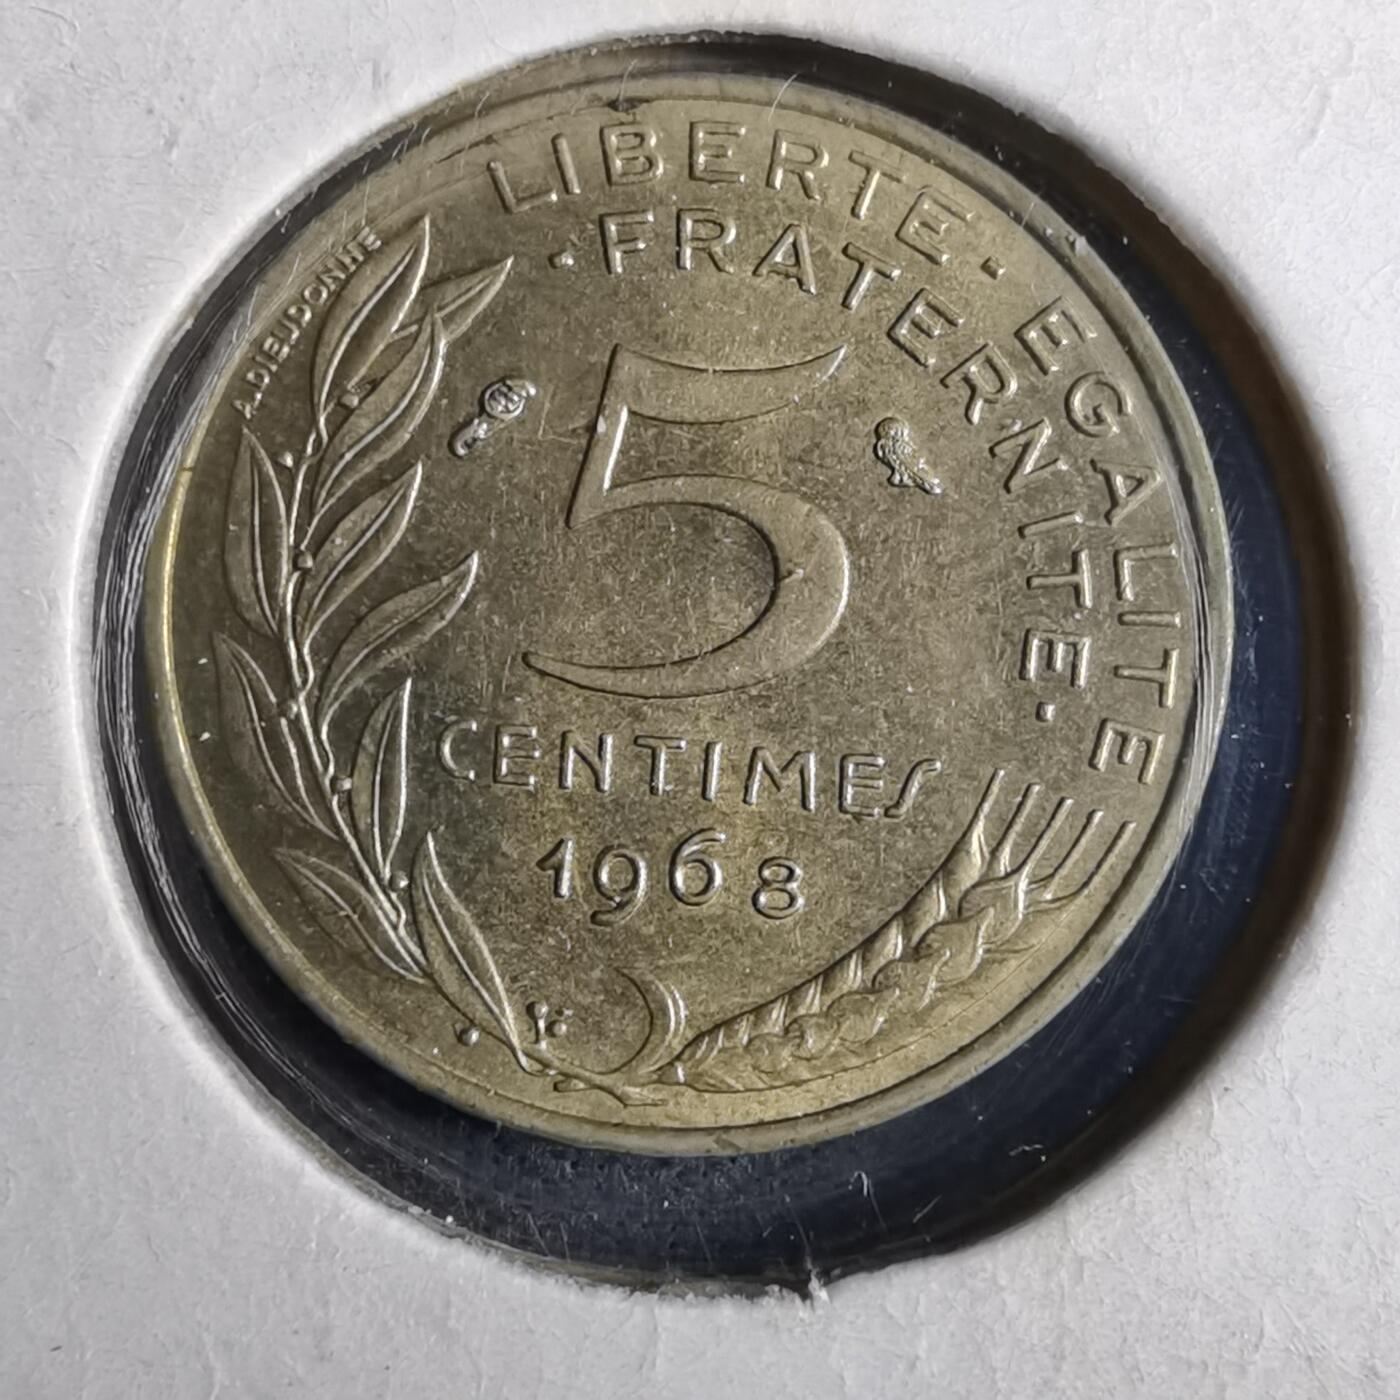 A.DIEUDONNE
LIBERTE · EGALITE
· FRATERNITE ·
5
CENTIMES
1968